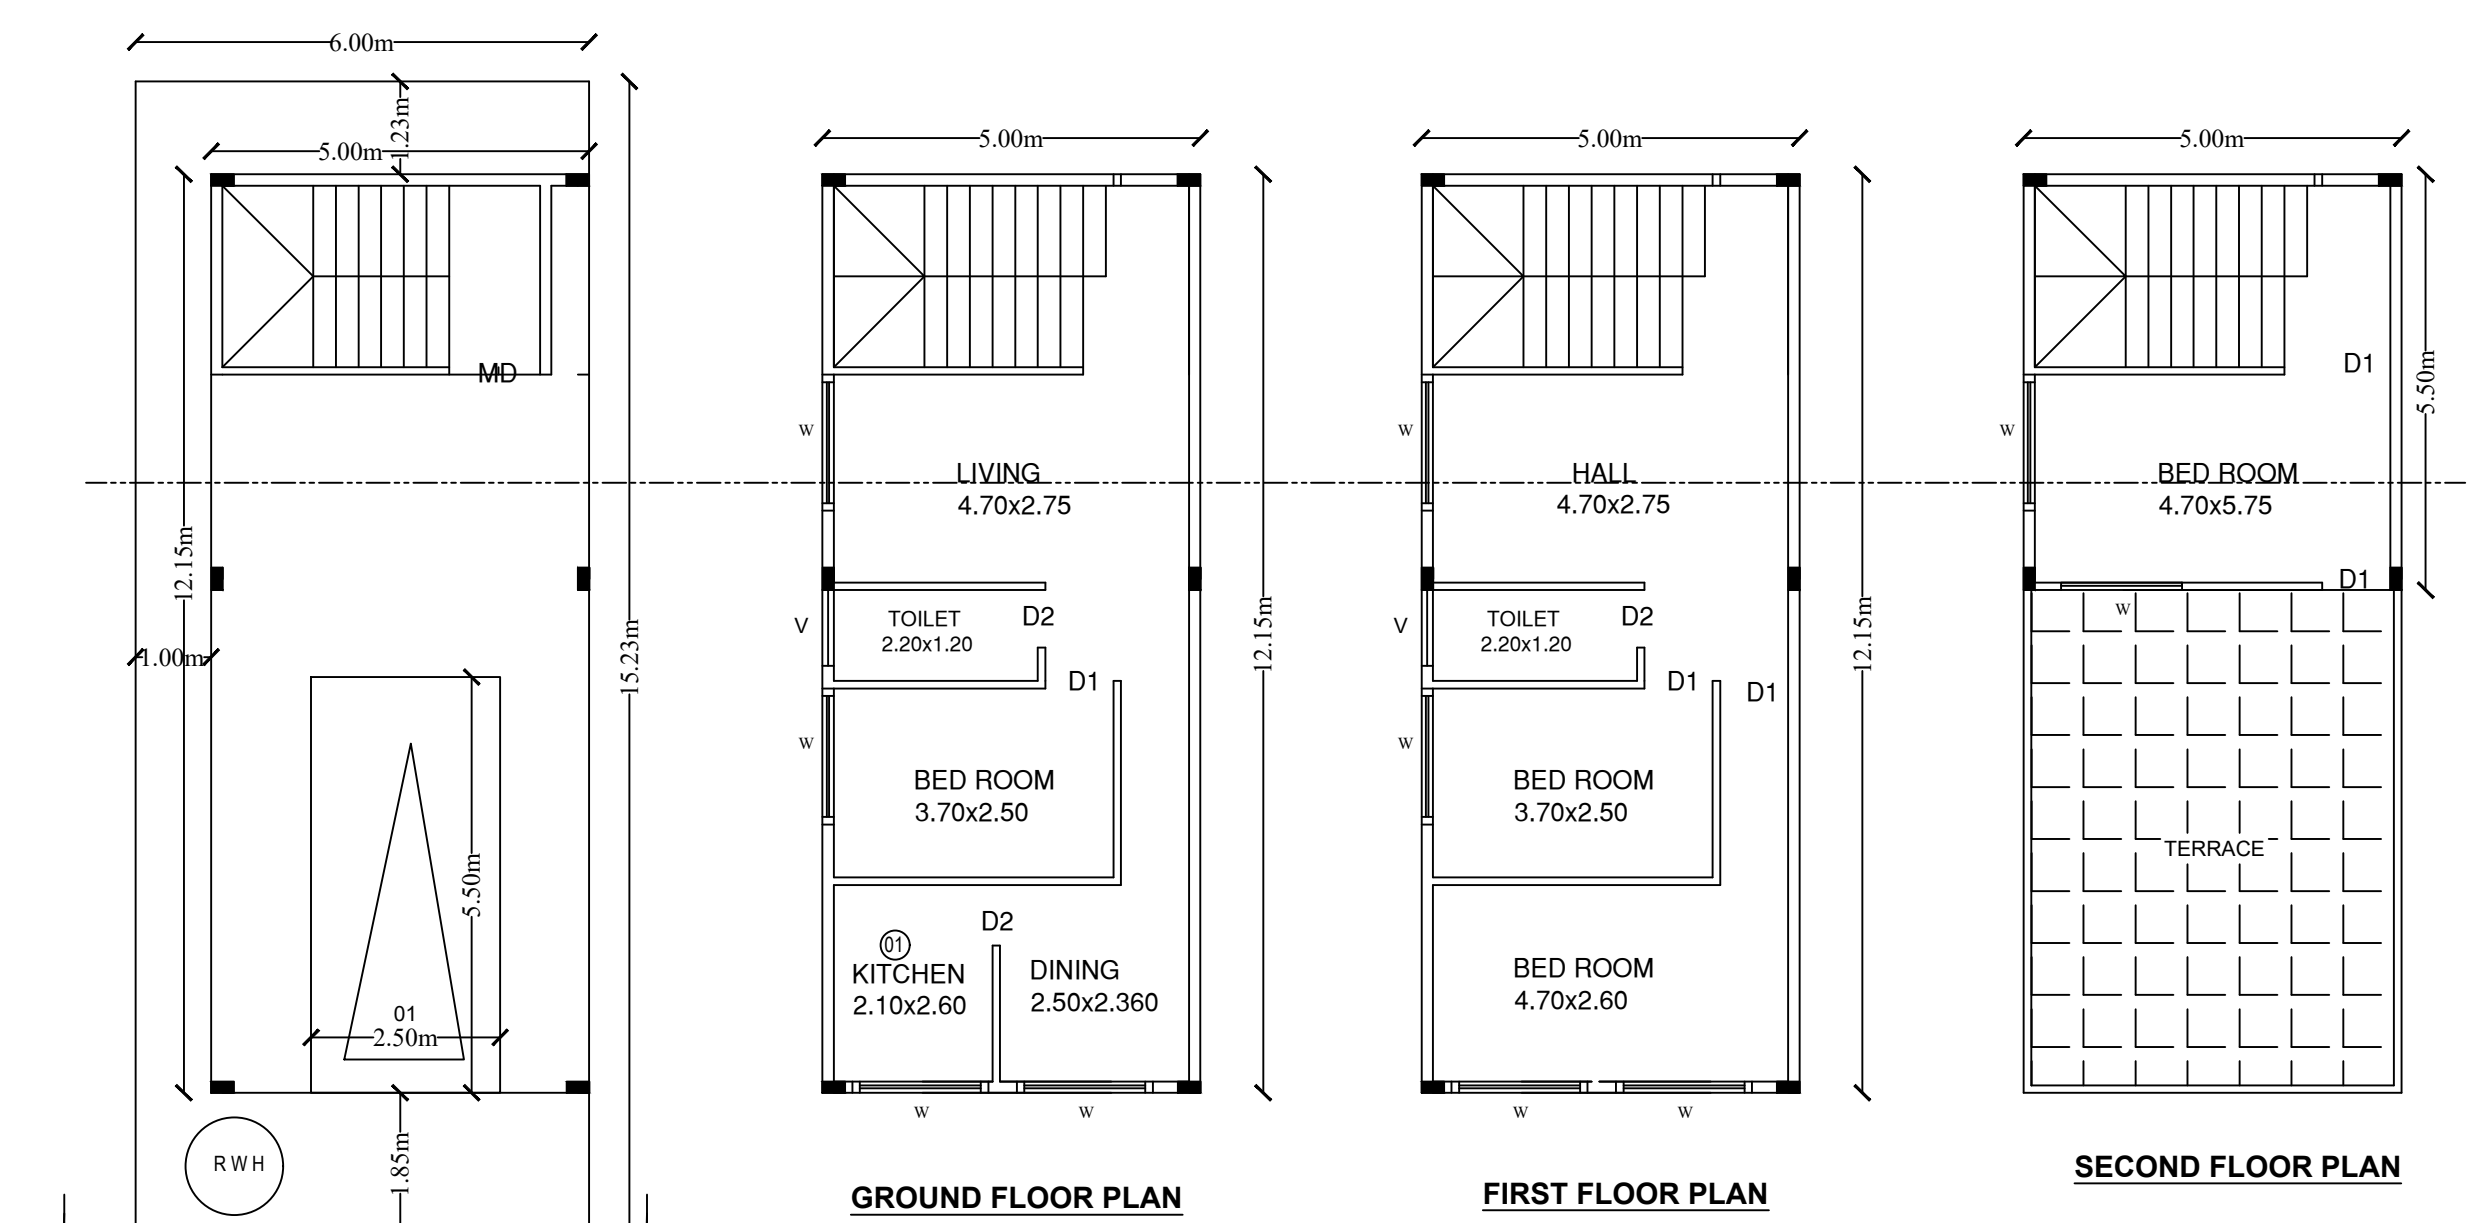 6.00m
1.23m
5.00m
MD
12.15m
1.00m
15.23m
5.50m
01
2.50m
1.85m
RWH
5.00m
W
LIVING
4.70x2.75
V
TOILET
2.20x1.20
D2
D1
W
BED ROOM
3.70x2.50
D2
01
KITCHEN
2.10x2.60
DINING
2.50x2.360
W
W
12.15m
GROUND FLOOR PLAN
5.00m
W
HALL
4.70x2.75
V
TOILET
2.20x1.20
D2
D1
D1
W
BED ROOM
3.70x2.50
BED ROOM
4.70x2.60
W
W
12.15m
FIRST FLOOR PLAN
5.00m
D1
5.50m
W
BED ROOM
4.70x5.75
D1
W
TERRACE
SECOND FLOOR PLAN